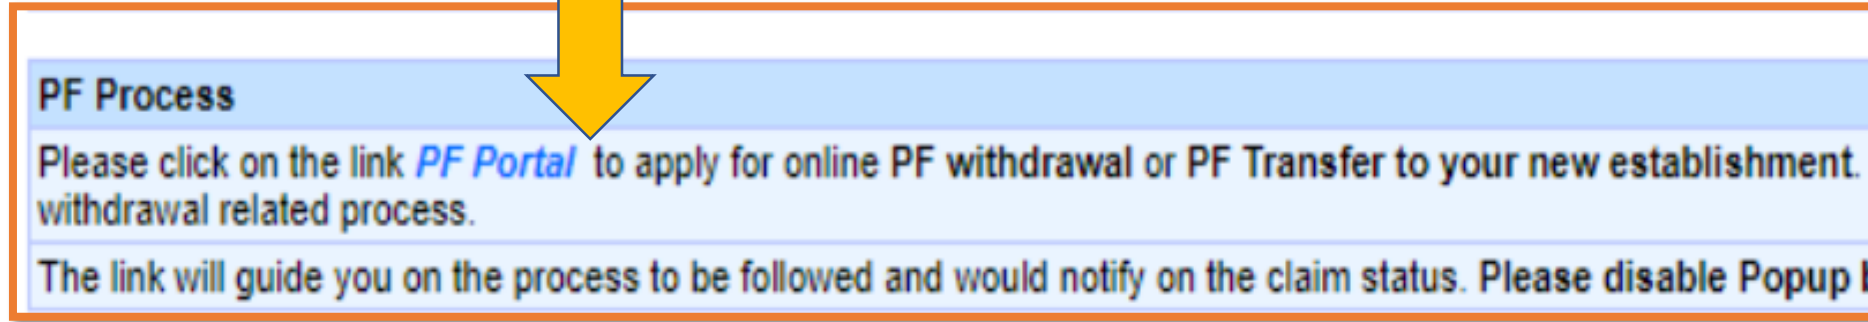 PF Process
Please click on the link PF Portal to apply for online PF withdrawal or PF Transfer to your new establishment.
withdrawal related process.
The link will guide you on the process to be followed and would notify on the claim status. Please disable Popup